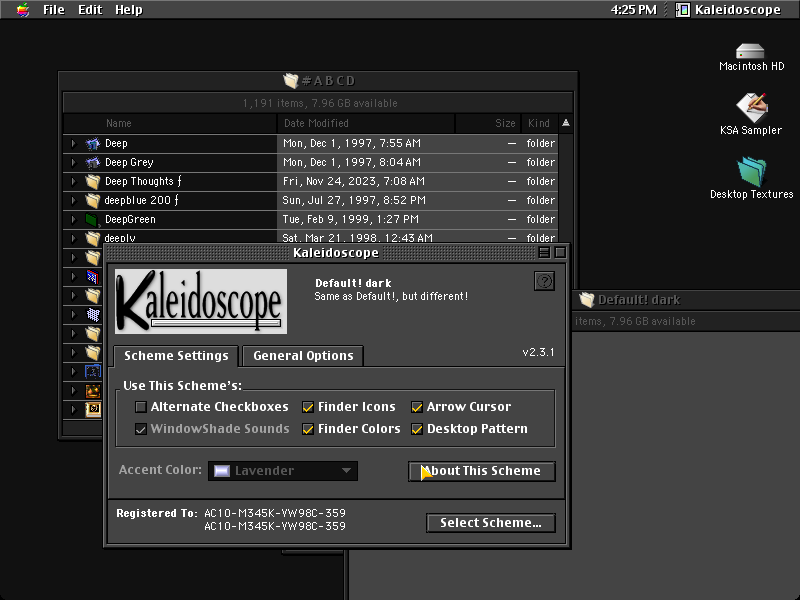 File Edit Help
4:25 PM Kaleidoscope
Macintosh HD
KSA Sampler
Desktop Textures
#ABCD
1,191 items, 7.96 GB available
Name Date Modified Size Kind
Deep Mon, Dec 1, 1997, 7:55 AM — folder
Deep Grey Mon, Dec 1, 1997, 8:04 AM — folder
Deep Thoughts ƒ Fri, Nov 24, 2023, 7:08 AM — folder
deepblue 200 ƒ Sun, Jul 27, 1997, 8:52 PM — folder
DeepGreen Tue, Feb 9, 1999, 1:27 PM — folder
deeply Sat, Mar 21, 1998, 12:43 AM — folder
Default! dark
items, 7.96 GB available
Kaleidoscope
Kaleidoscope
Default! dark
Same as Default!, but different!
?
Scheme Settings General Options v2.3.1
Use This Scheme's:
Alternate Checkboxes Finder Icons Arrow Cursor
WindowShade Sounds Finder Colors Desktop Pattern
Accent Color: Lavender About This Scheme
Registered To: AC10-M345K-YW98C-359
AC10-M345K-YW98C-359
Select Scheme...